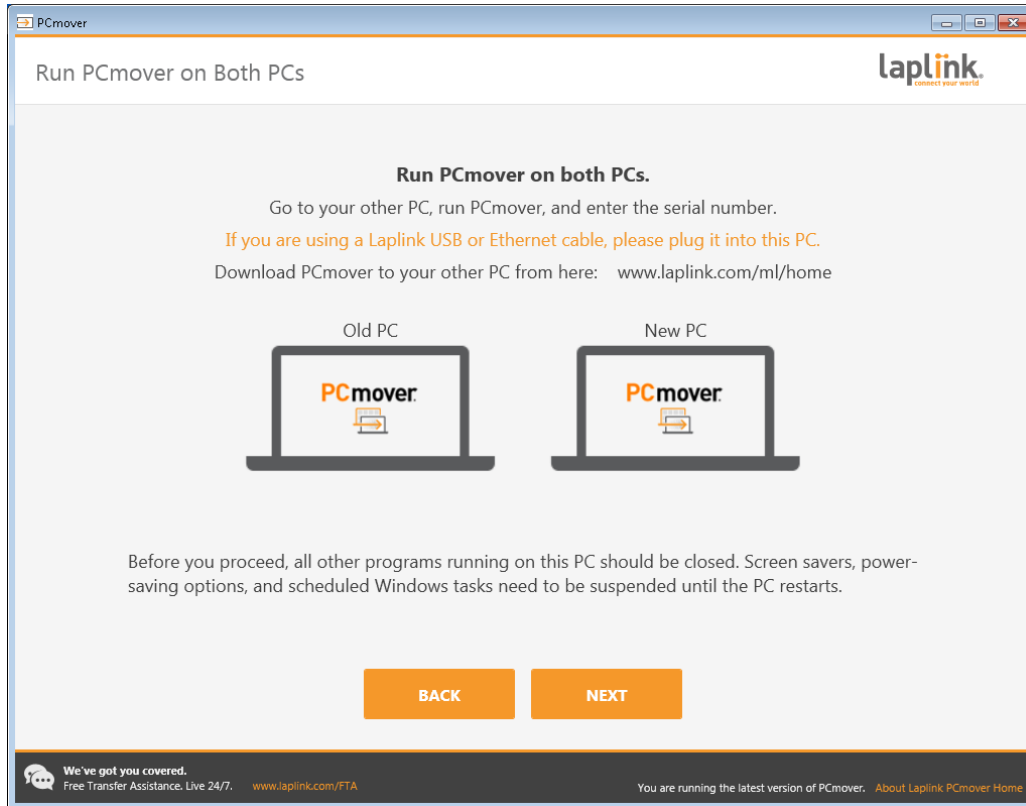 PCmover
Run PCmover on Both PCs
laplink.
connect your world
Run PCmover on both PCs.
Go to your other PC, run PCmover, and enter the serial number.
If you are using a Laplink USB or Ethernet cable, please plug it into this PC.
Download PCmover to your other PC from here: www.laplink.com/ml/home
Old PC New PC
PCmover. PCmover.
Before you proceed, all other programs running on this PC should be closed. Screen savers, power-
saving options, and scheduled Windows tasks need to be suspended until the PC restarts.
BACK NEXT
We've got you covered.
Free Transfer Assistance. Live 24/7. www.laplink.com/FTA
You are running the latest version of PCmover. About Laplink PCmover Home